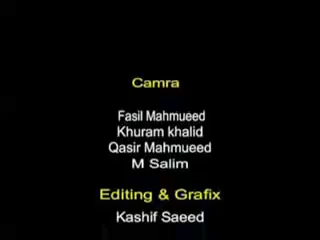 Camra
Fasil Mahmueed
Khuram khalid
Qasir Mahmueed
M Salim
Editing & Grafix
Kashif Saeed